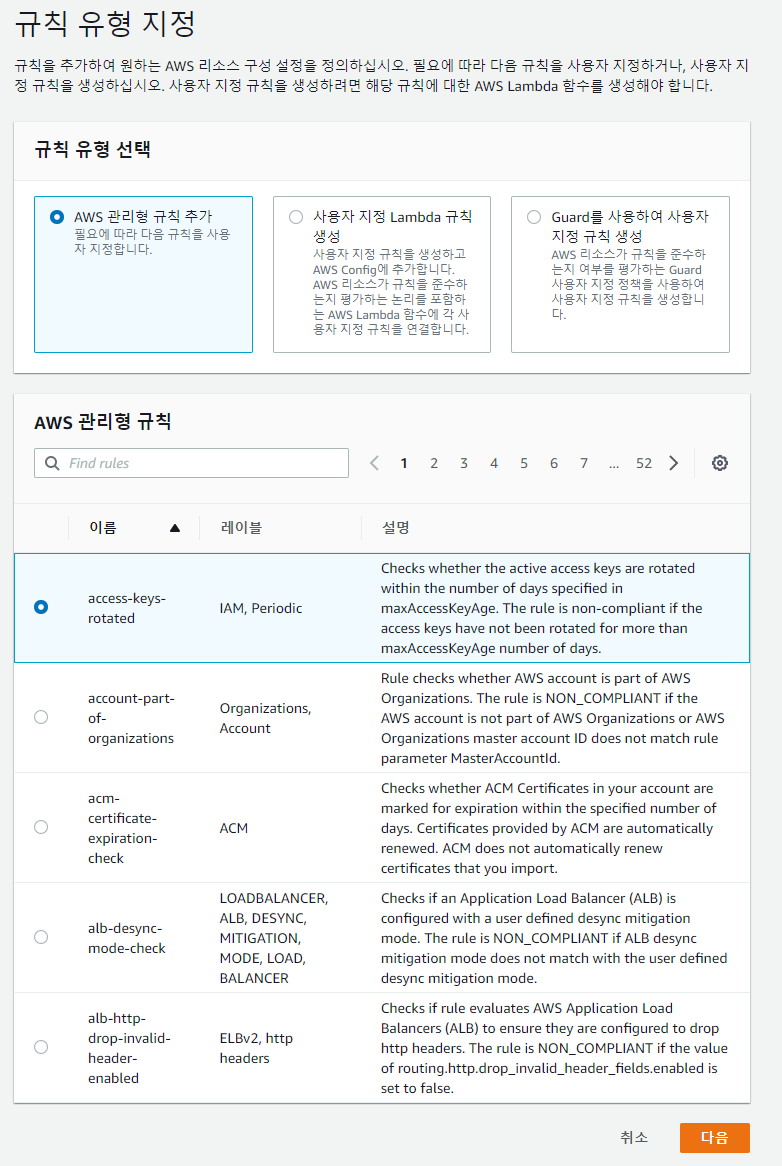 규칙 유형 지정
규칙을 추가하여 원하는 AWS 리소스 구성 설정을 정의하십시오. 필요에 따라 다음 규칙을 사용자 지정하거나, 사용자 지
정 규칙을 생성하십시오. 사용자 지정 규칙을 생성하려면 해당 규칙에 대한 AWS Lambda 함수를 생성해야 합니다.
규칙 유형 선택
AWS 관리형 규칙 추가
필요에 따라 다음 규칙을 사용
자 지정합니다.
사용자 지정 Lambda 규칙
생성
사용자 지정 규칙을 생성하고
AWS Config에 추가합니다.
AWS 리소스가 규칙을 준수하
는지 평가하는 논리를 포함하
는 AWS Lambda 함수에 각 사
용자 지정 규칙을 연결합니다.
Guard를 사용하여 사용자
지정 규칙 생성
AWS 리소스가 규칙을 준수하
는지 여부를 평가하는 Guard
사용자 지정 정책을 사용하여
사용자 지정 규칙을 생성합니
다.
AWS 관리형 규칙
Find rules
1 2 3 4 5 6 7 ... 52
이름 레이블 설명
access-keys-
rotated
IAM, Periodic
Checks whether the active access keys are rotated
within the number of days specified in
maxAccessKeyAge. The rule is non-compliant if the
access keys have not been rotated for more than
maxAccessKeyAge number of days.
account-part-
of-
organizations
Organizations,
Account
Rule checks whether AWS account is part of AWS
Organizations. The rule is NON_COMPLIANT if the
AWS account is not part of AWS Organizations or AWS
Organizations master account ID does not match rule
parameter MasterAccountId.
acm-
certificate-
expiration-
check
ACM
Checks whether ACM Certificates in your account are
marked for expiration within the specified number of
days. Certificates provided by ACM are automatically
renewed. ACM does not automatically renew
certificates that you import.
alb-desync-
mode-check
LOADBALANCER,
ALB, DESYNC,
MITIGATION,
MODE, LOAD,
BALANCER
Checks if an Application Load Balancer (ALB) is
configured with a user defined desync mitigation
mode. The rule is NON_COMPLIANT if ALB desync
mitigation mode does not match with the user defined
desync mitigation mode.
alb-http-
drop-invalid-
header-
enabled
ELBv2, http
headers
Checks if rule evaluates AWS Application Load
Balancers (ALB) to ensure they are configured to drop
http headers. The rule is NON_COMPLIANT if the value
of routing.http.drop_invalid_header_fields.enabled is
set to false.
취소 다음